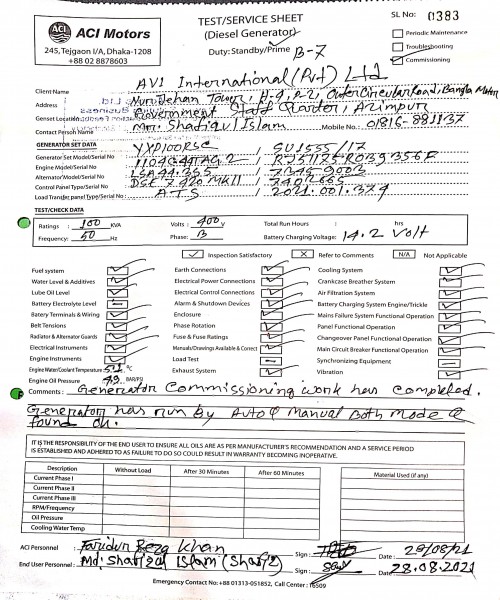 ACI Motors
245, Tejgaon I/A, Dhaka-1208
+88 02 8878603
TEST/SERVICE SHEET
(Diesel Generator)
Duty: Standby/Prime B-7
SL No: 0383
Periodic Maintenance
Troubleshooting
Commissioning
Client Name AVI International (Pvt) Ltd
Address Nurjehan Tower, H-9, R-2, Outer Circular Road, Bangla Motor
Genset Location Government Staff Quarter, Azimpur
Contact Person Name Mr. Shafiqul Islam Mobile No: 01816-881137
GENERATOR SET DATA
Generator Set Model/Serial No YXP100RSC, SU1555/17
Engine Model/Serial No 1104C44TAG2
Alternator/Model/Serial No LSA44.3S5
Control Panel Type/Serial No DSE 7420 MKII
Load Transfer panel Type/Serial No ATS, 2021.001.374
TEST/CHECK DATA
Ratings: 100 KVA Volts: 400 V Total Run Hours: hrs
Frequency: 50 Hz Phase: 3 Battery Charging Voltage: 14.2 Volt
✓ Inspection Satisfactory X Refer to Comments N/A Not Applicable
Fuel system Earth Connections Cooling System
Water Level & Additives Electrical Power Connections Crankcase Breather System
Lube Oil Level Electrical Control Connections Air Filteration System
Battery Electrolyte Level Alarm & Shutdown Devices Battery Charging System Engine/Trickle
Batery Terminals & Wiring Enclosure Mains Failure System Functional Operation
Belt Tensions Phase Rotation Panel Functional Operation
Radiator & Alternator Guards Fuse & Fuse Ratings Changeover Panel Functional Operation
Electrical Instruments Manuals/Drawings Available & Correct Main Circuit Breaker Functional Operation
Engine Instruments Load Test Synchronizing Equipment
Engine Water/Coolant Temperature 51 °C Exhaust System Vibration
Engine Oil Pressure BAR/PSI
Comments: Generator Commissioning work has completed.
Generator has run by Auto & Manual Both Mode &
found ok.
IT IS THE RESPONSIBILITY OF THE END USER TO ENSURE ALL OILS ARE AS PER MANUFACTURER'S RECOMMENDATION AND A SERVICE PERIOD
IS ESTABLISHED AND ADHERED TO AS FAILURE TO DO SO COULD RESULT IN WARRANTY BECOMING INOPERATIVE.
Description Without Load After 30 Minutes After 60 Minutes Material Used (if any)
Current Phase I
Current Phase II
Current Phase III
RPM/Frequency
Oil Pressure
Cooling Water Temp
ACI Personnel Faridur Reza Khan Sign: Date: 28/08/21
End User Personnel Md: Shafiqul Islam (Shafiq) Sign: Date: 28.08.2021
Emergency Contact No: +88 01313-051852, Call Center: 16509